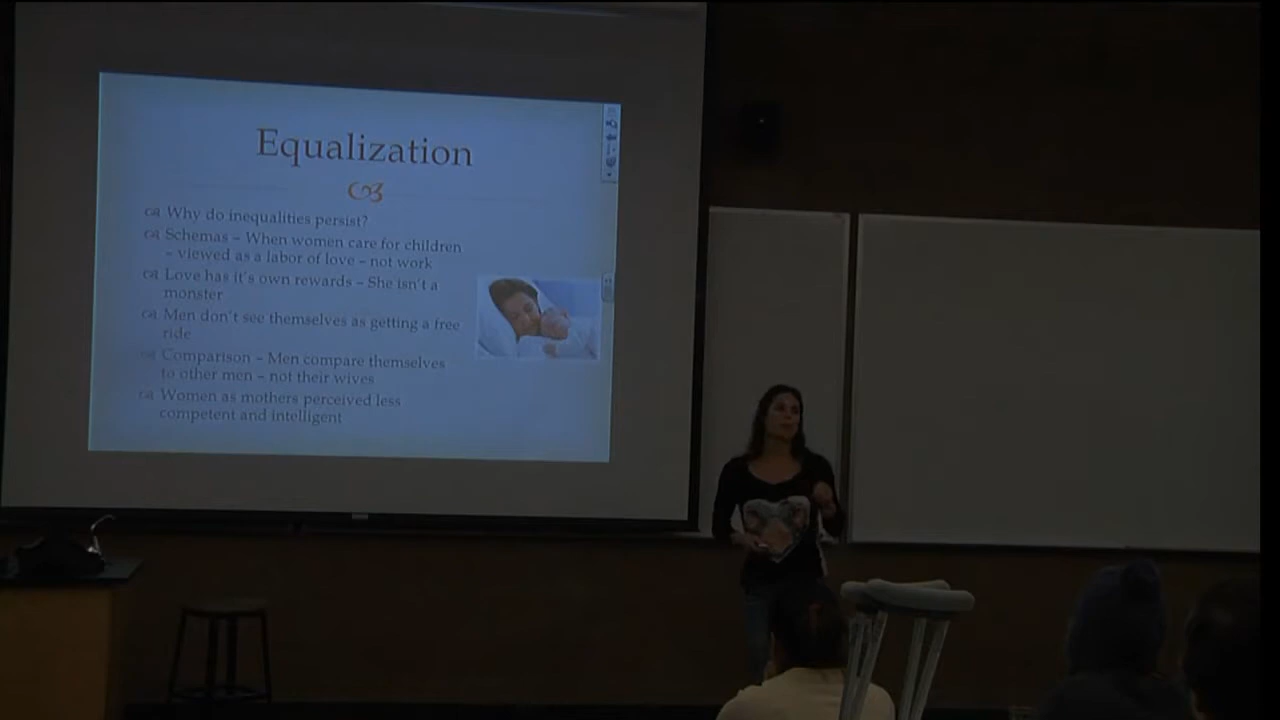 Equalization
Why do inequalities persist?
Schemas – When women care for children
– viewed as a labor of love – not work
Love has it's own rewards – She isn't a
monster
Men don't see themselves as getting a free
ride
Comparison – Men compare themselves
to other men – not their wives
Women as mothers perceived less
competent and intelligent